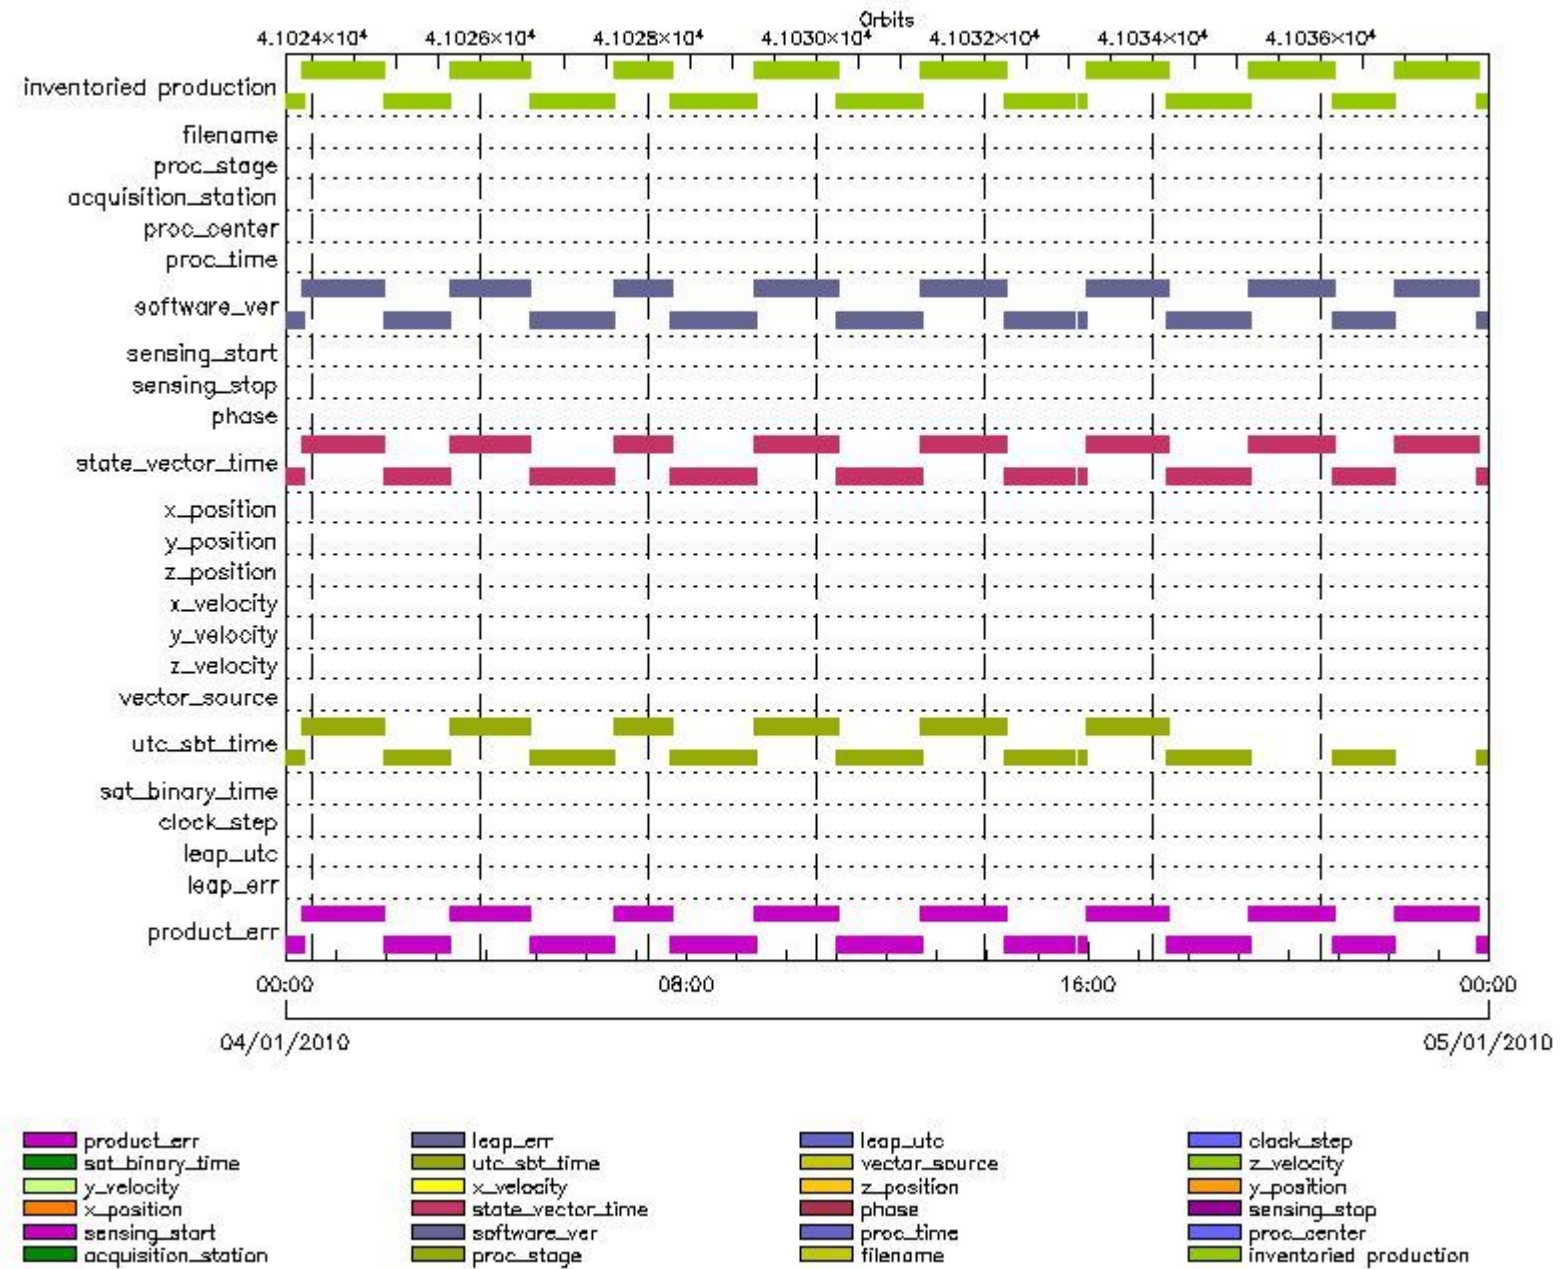 Orbits
4.1024×10⁴ 4.1026×10⁴ 4.1028×10⁴ 4.1030×10⁴ 4.1032×10⁴ 4.1034×10⁴ 4.1036×10⁴
inventoried production
filename
proc_stage
acquisition_station
proc_center
proc_time
software_ver
sensing_start
sensing_stop
phase
state_vector_time
x_position
y_position
z_position
x_velocity
y_velocity
z_velocity
vector_source
utc_sbt_time
sat_binary_time
clock_step
leap_utc
leap_err
product_err
00:00 08:00 16:00 00:00
04/01/2010 05/01/2010
product_err leap_err leap_utc clock_step
sat_binary_time utc_sbt_time vector_source z_velocity
y_velocity x_velocity z_position y_position
x_position state_vector_time phase sensing_stop
sensing_start software_ver proc_time proc_center
acquisition_station proc_stage filename inventoried production